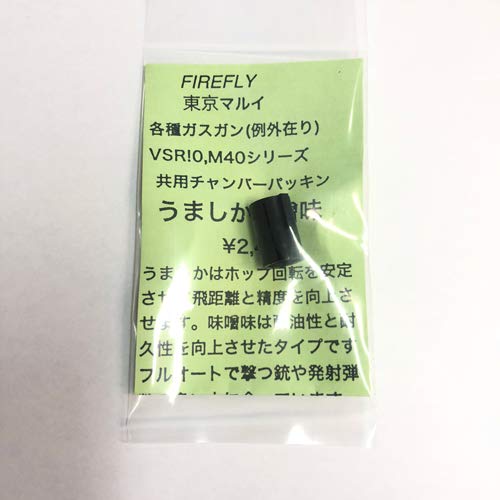 FIREFLY
東京マルイ
各種ガスガン(例外在り)
VSR!0,M40シリーズ
共用チャンバーパッキン
うましか 味
¥2,
うま かはホップ回転を安定
させ 飛距離と精度を向上さ
せます。味噌味は 油性と耐
久性を向上させたタイプです
フルオートで撃つ銃や発射弾